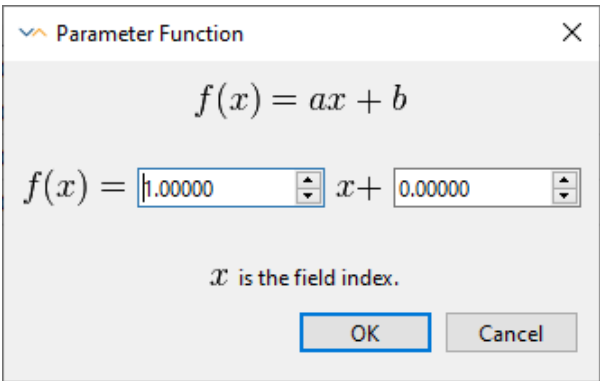 Parameter Function
f(x) = ax + b
f(x) = 1.00000 x+ 0.00000
x is the field index.
OK Cancel